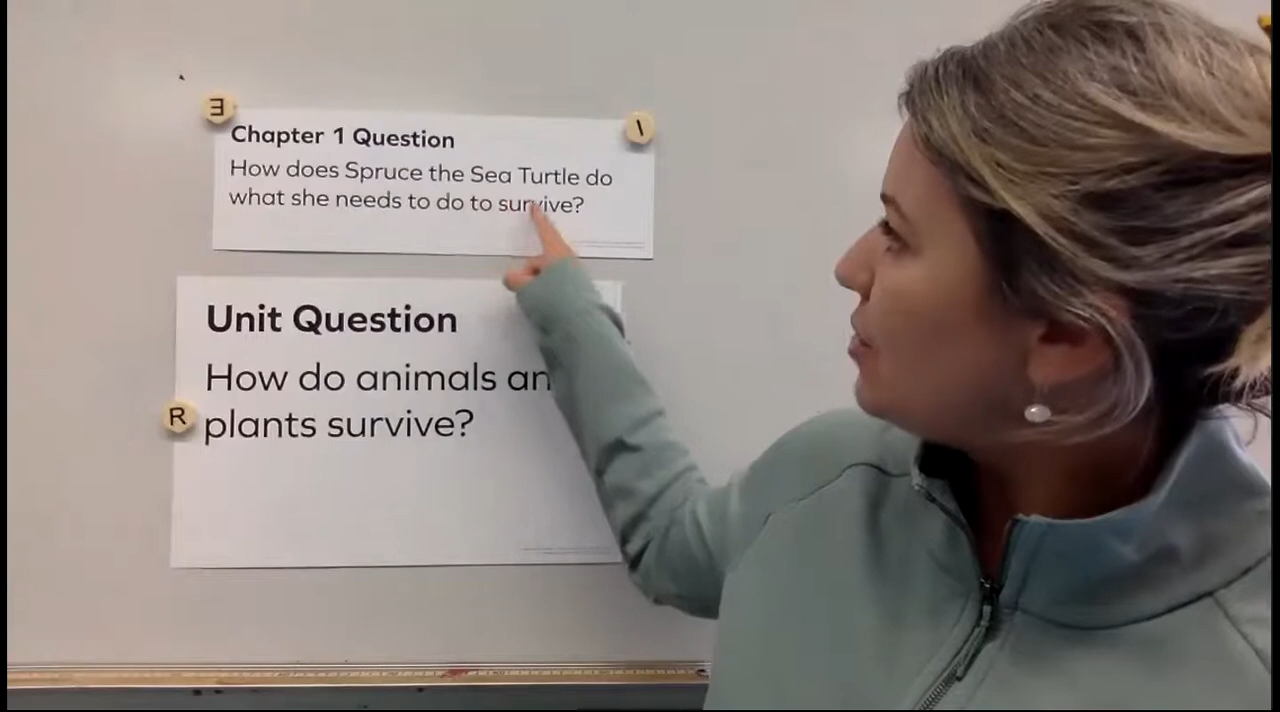 E
Chapter 1 Question
How does Spruce the Sea Turtle do
what she needs to do to survive?
Unit Question
How do animals an
R
plants survive?